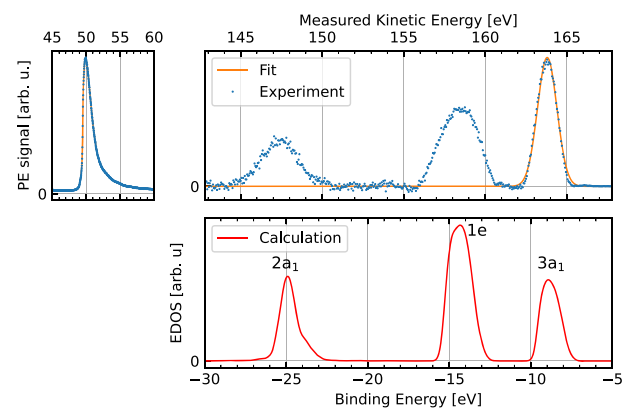 Measured Kinetic Energy [eV]
45 50 55 60
145 150 155 160 165
PE signal [arb. u.]
0
0
Fit
Experiment
EDOS [arb. u]
0
Calculation
2a₁
1e
3a₁
−30 −25 −20 −15 −10 −5
Binding Energy [eV]